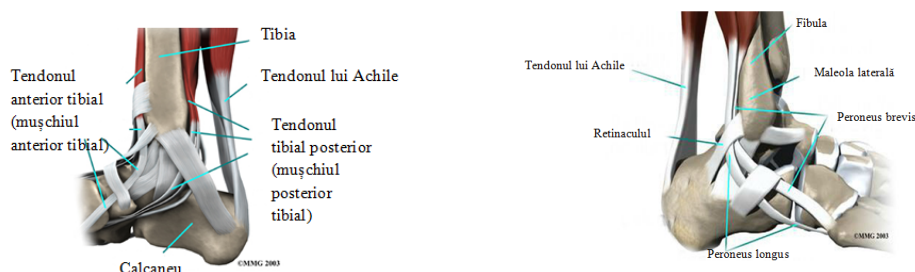 Tibia
Tendonul
anterior tibial
(mușchiul
anterior tibial)
Tendonul lui Achile
Tendonul
tibial posterior
(mușchiul
posterior
tibial)
Calcaneu
©MMG 2003
Fibula
Tendonul lui Achile
Maleola laterală
Peroneus brevis
Retinaculul
Peroneus longus
©MMG 2003